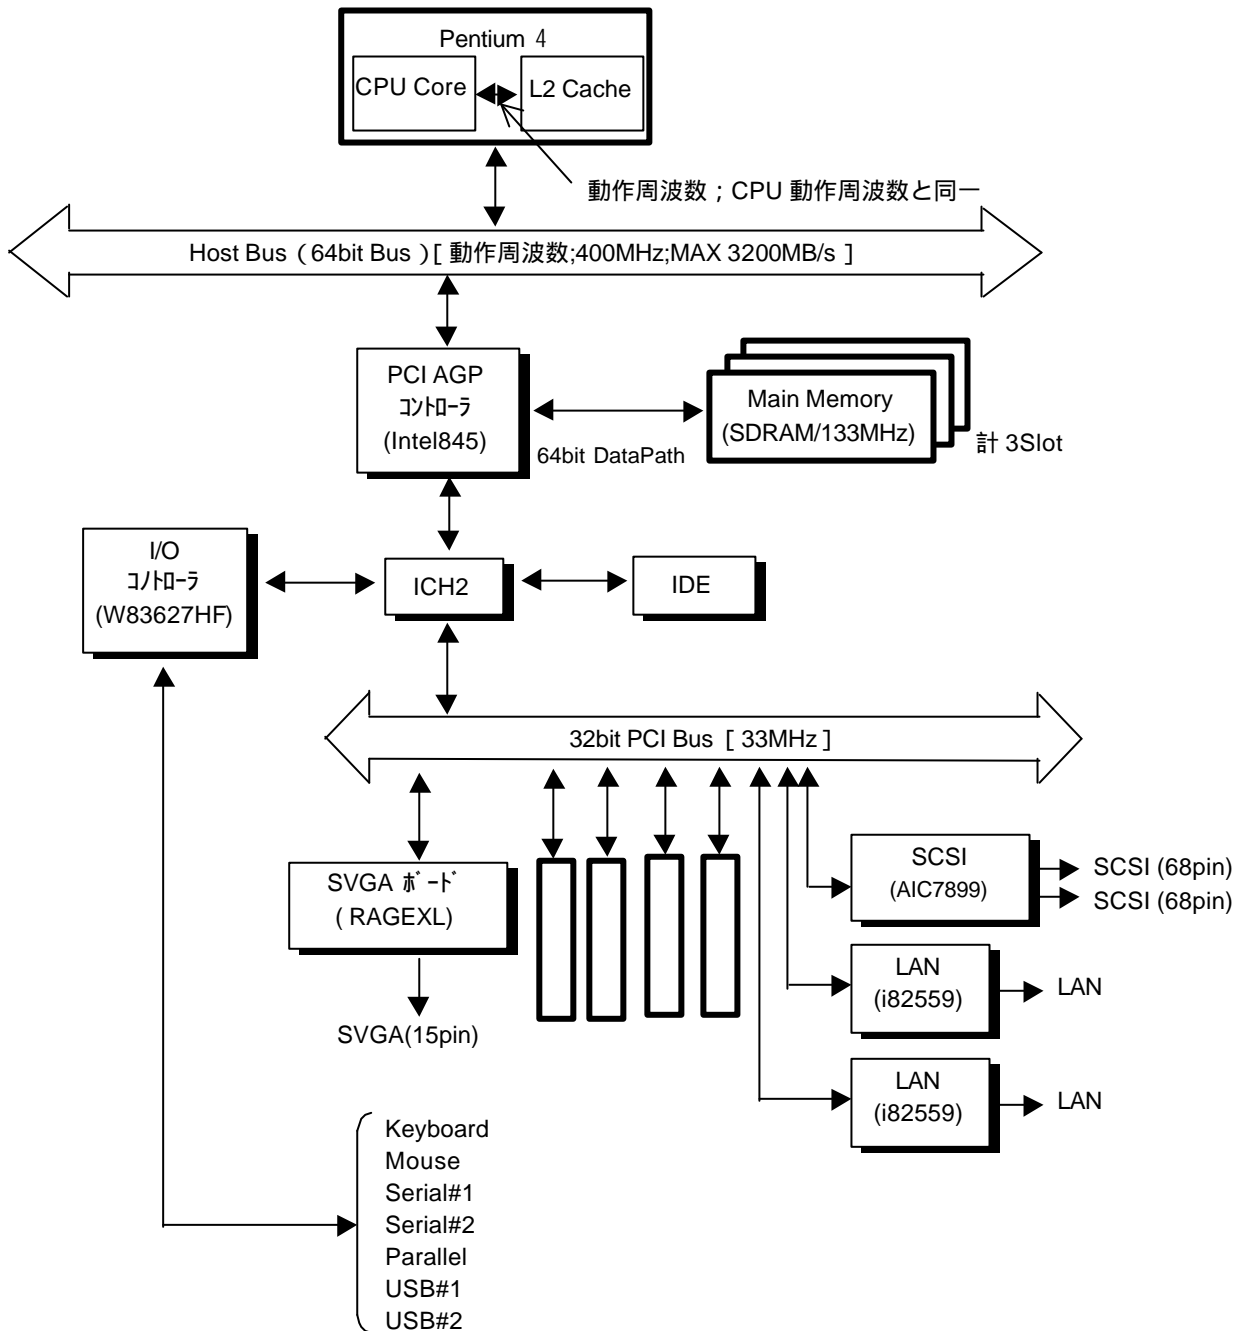 Pentium 4
CPU Core
L2 Cache
動作周波数；CPU 動作周波数と同一
Host Bus（64bit Bus）[ 動作周波数;400MHz;MAX 3200MB/s ]
PCI AGP
ｺﾝﾄﾛｰﾗ
(Intel845)
64bit DataPath
Main Memory
(SDRAM/133MHz)
計 3Slot
I/O
ｺﾝﾄﾛｰﾗ
(W83627HF)
ICH2
IDE
32bit PCI Bus [ 33MHz ]
SVGA ﾎﾞｰﾄﾞ
( RAGEXL)
SVGA(15pin)
SCSI
(AIC7899)
SCSI (68pin)
SCSI (68pin)
LAN
(i82559)
LAN
LAN
(i82559)
LAN
Keyboard
Mouse
Serial#1
Serial#2
Parallel
USB#1
USB#2